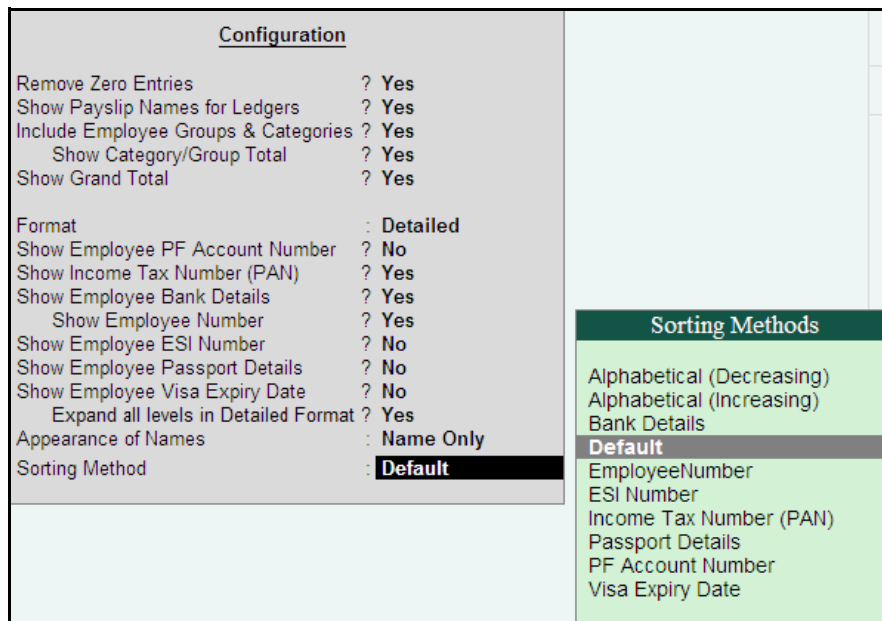 Configuration
Remove Zero Entries ? Yes
Show Payslip Names for Ledgers ? Yes
Include Employee Groups & Categories ? Yes
Show Category/Group Total ? Yes
Show Grand Total ? Yes
Format : Detailed
Show Employee PF Account Number ? No
Show Income Tax Number (PAN) ? Yes
Show Employee Bank Details ? Yes
Show Employee Number ? Yes
Show Employee ESI Number ? No
Show Employee Passport Details ? No
Show Employee Visa Expiry Date ? No
Expand all levels in Detailed Format ? Yes
Appearance of Names : Name Only
Sorting Method : Default
Sorting Methods
Alphabetical (Decreasing)
Alphabetical (Increasing)
Bank Details
Default
EmployeeNumber
ESI Number
Income Tax Number (PAN)
Passport Details
PF Account Number
Visa Expiry Date